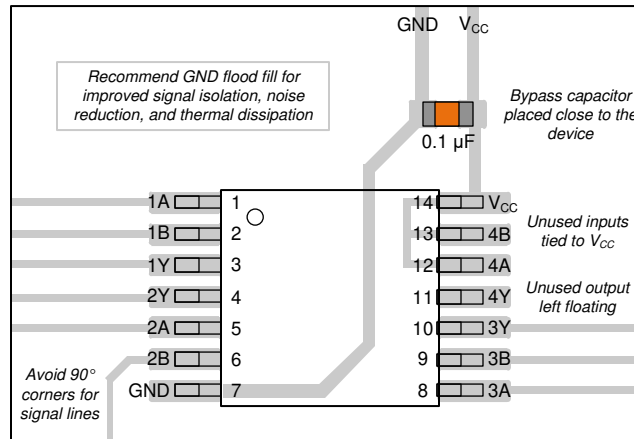 GND VCC
Recommend GND flood fill for
improved signal isolation, noise
reduction, and thermal dissipation
Bypass capacitor
placed close to the
device
0.1 µF
1A 1 14 VCC
1B 2 13 4B
1Y 3 12 4A
2Y 4 11 4Y
2A 5 10 3Y
2B 6 9 3B
GND 7 8 3A
Unused inputs
tied to VCC
Unused output
left floating
Avoid 90°
corners for
signal lines